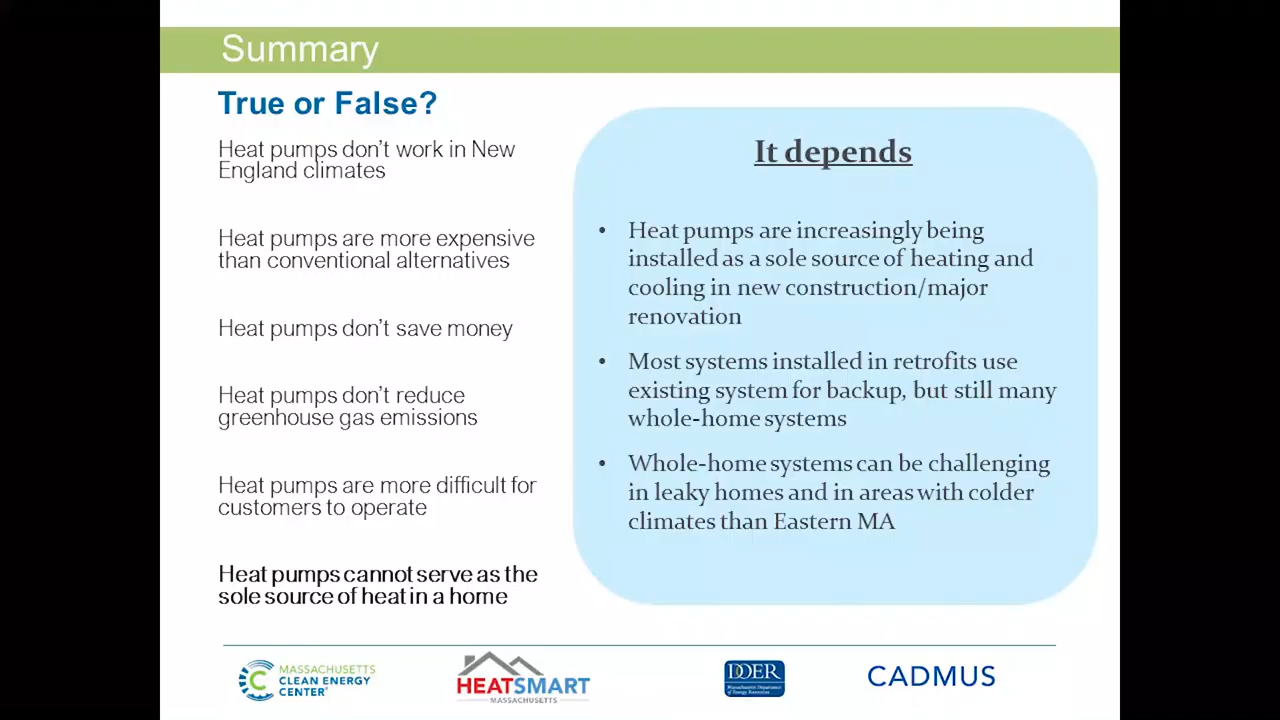 Summary
True or False?
Heat pumps don't work in New
England climates
Heat pumps are more expensive
than conventional alternatives
Heat pumps don't save money
Heat pumps don't reduce
greenhouse gas emissions
Heat pumps are more difficult for
customers to operate
Heat pumps cannot serve as the
sole source of heat in a home
It depends
• Heat pumps are increasingly being
installed as a sole source of heating and
cooling in new construction/major
renovation
• Most systems installed in retrofits use
existing system for backup, but still many
whole-home systems
• Whole-home systems can be challenging
in leaky homes and in areas with colder
climates than Eastern MA
MASSACHUSETTS
CLEAN ENERGY
CENTER
HEATSMART
MASSACHUSETTS
DOER
Massachusetts Department
of Energy Resources
CADMUS